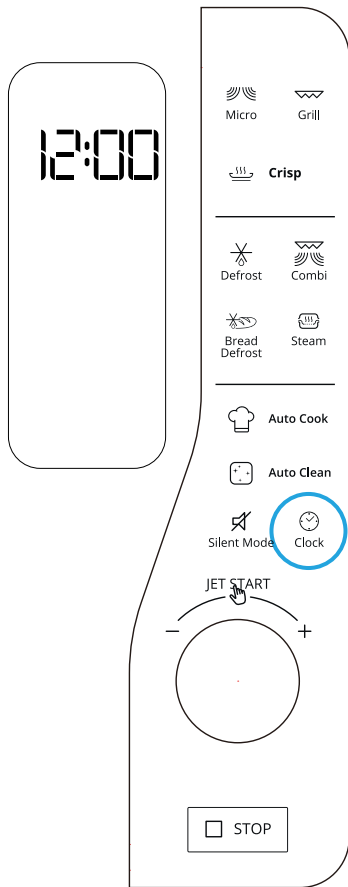 12:00
Micro Grill
Crisp
Defrost Combi
Bread Steam
Defrost
Auto Cook
Auto Clean
Silent Mode Clock
JET START
− +
STOP